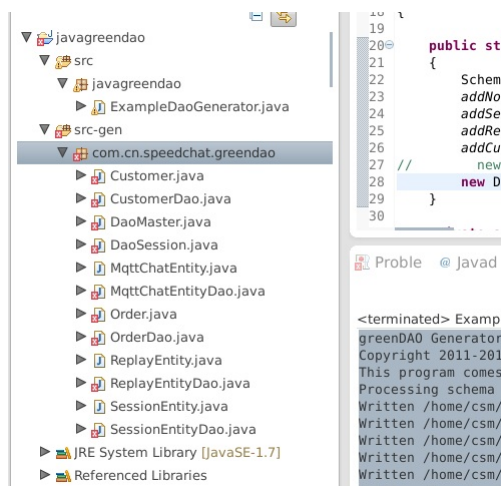 javagreendao
src
javagreendao
ExampleDaoGenerator.java
src-gen
com.cn.speedchat.greendao
Customer.java
CustomerDao.java
DaoMaster.java
DaoSession.java
MqttChatEntity.java
MqttChatEntityDao.java
Order.java
OrderDao.java
ReplayEntity.java
ReplayEntityDao.java
SessionEntity.java
SessionEntityDao.java
JRE System Library [JavaSE-1.7]
Referenced Libraries
18 {
19
20 public st
21 {
22 Schem
23 addNo
24 addSe
25 addRe
26 addCu
27 // new
28 new D
29 }
30
Proble @ Javad
<terminated> Examp
greenDAO Generator
Copyright 2011-201
This program comes
Processing schema
Written /home/csm/
Written /home/csm/
Written /home/csm/
Written /home/csm/
Written /home/csm/